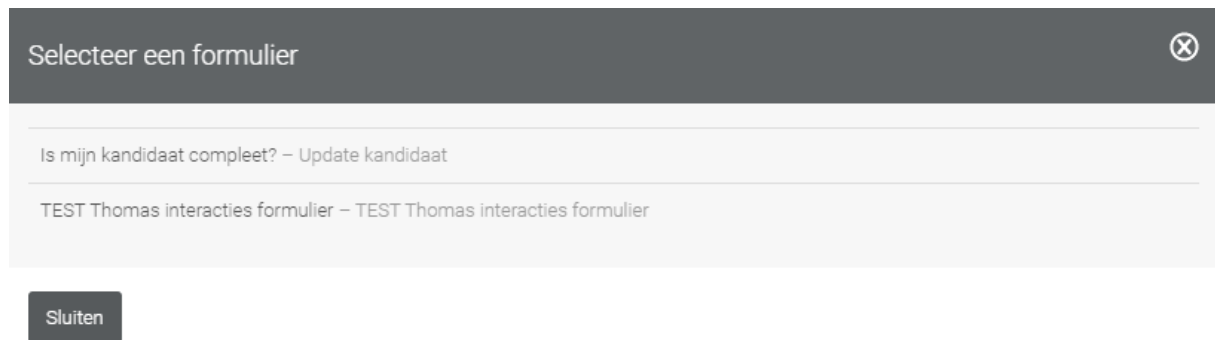 Selecteer een formulier
Is mijn kandidaat compleet? – Update kandidaat
TEST Thomas interacties formulier – TEST Thomas interacties formulier
Sluiten